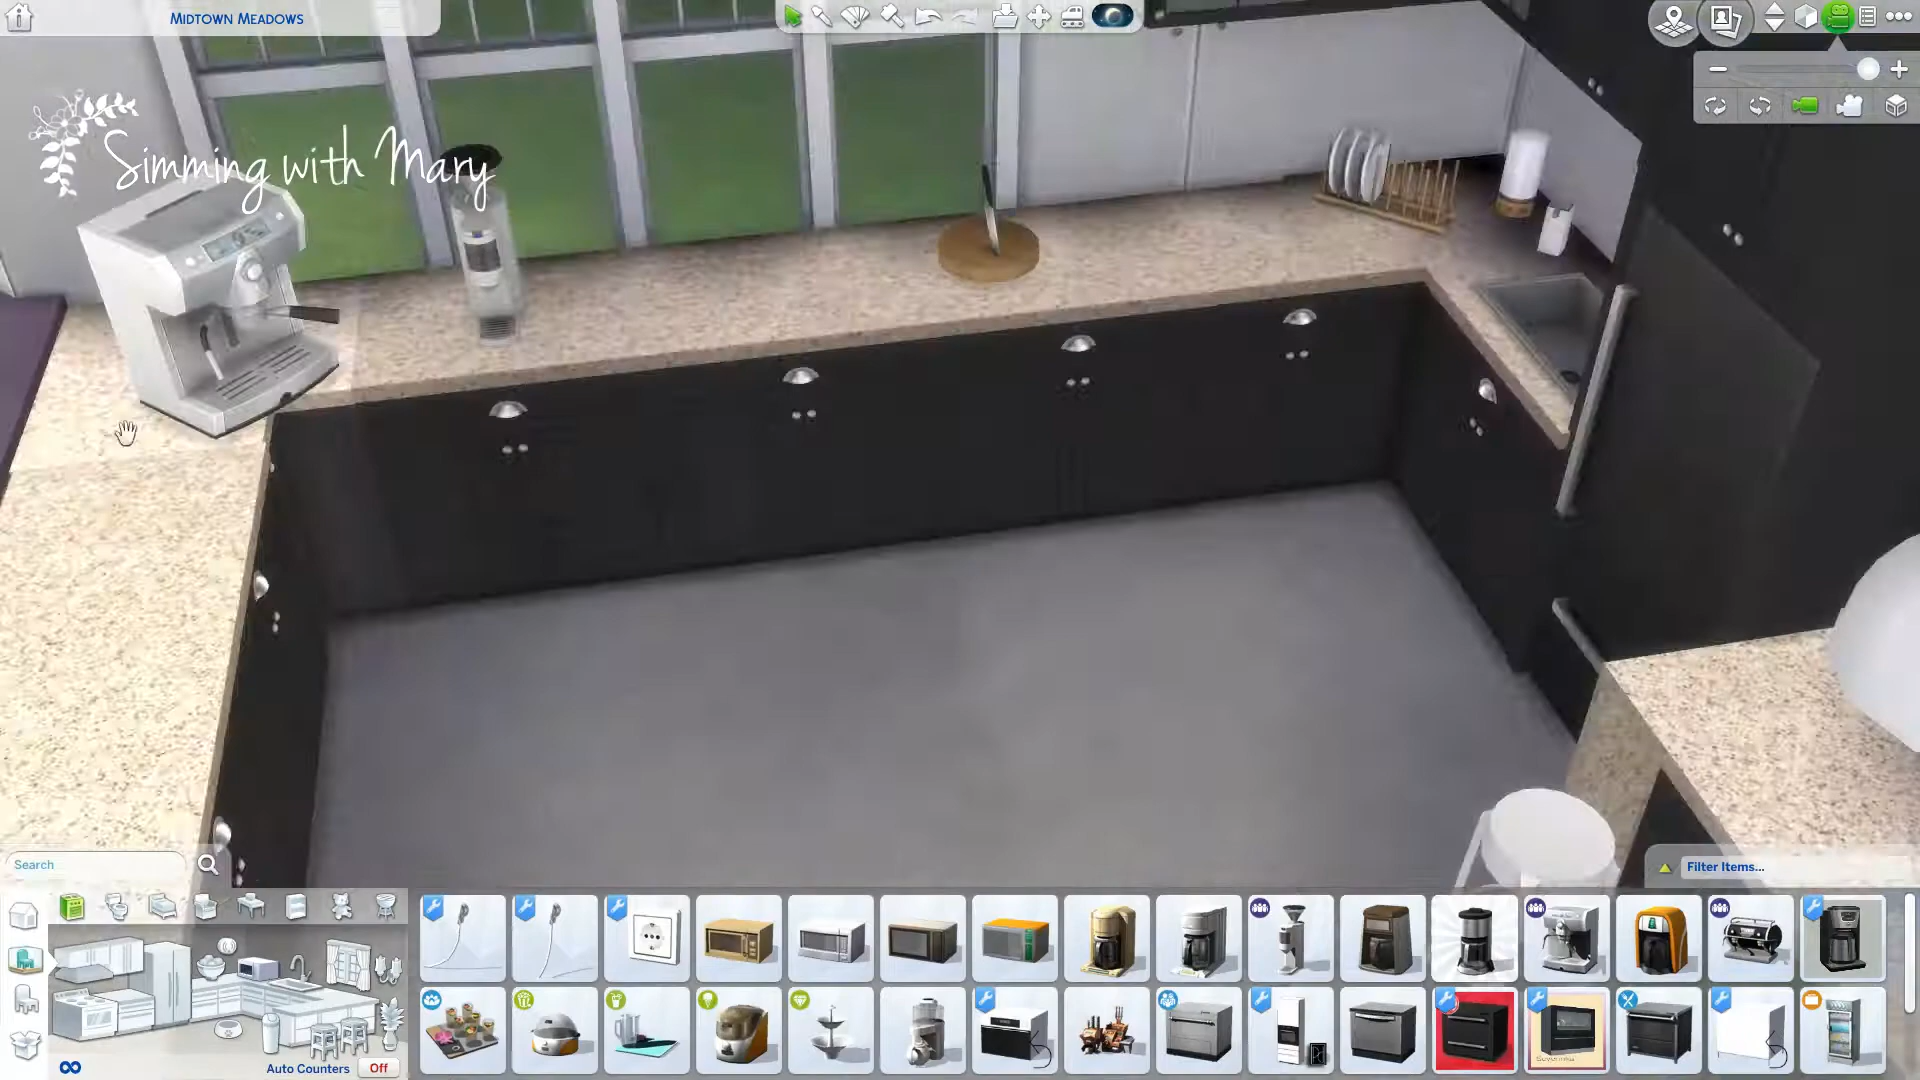 Midtown Meadows
Simming with Mary
Search
Filter Items...
Auto Counters Off